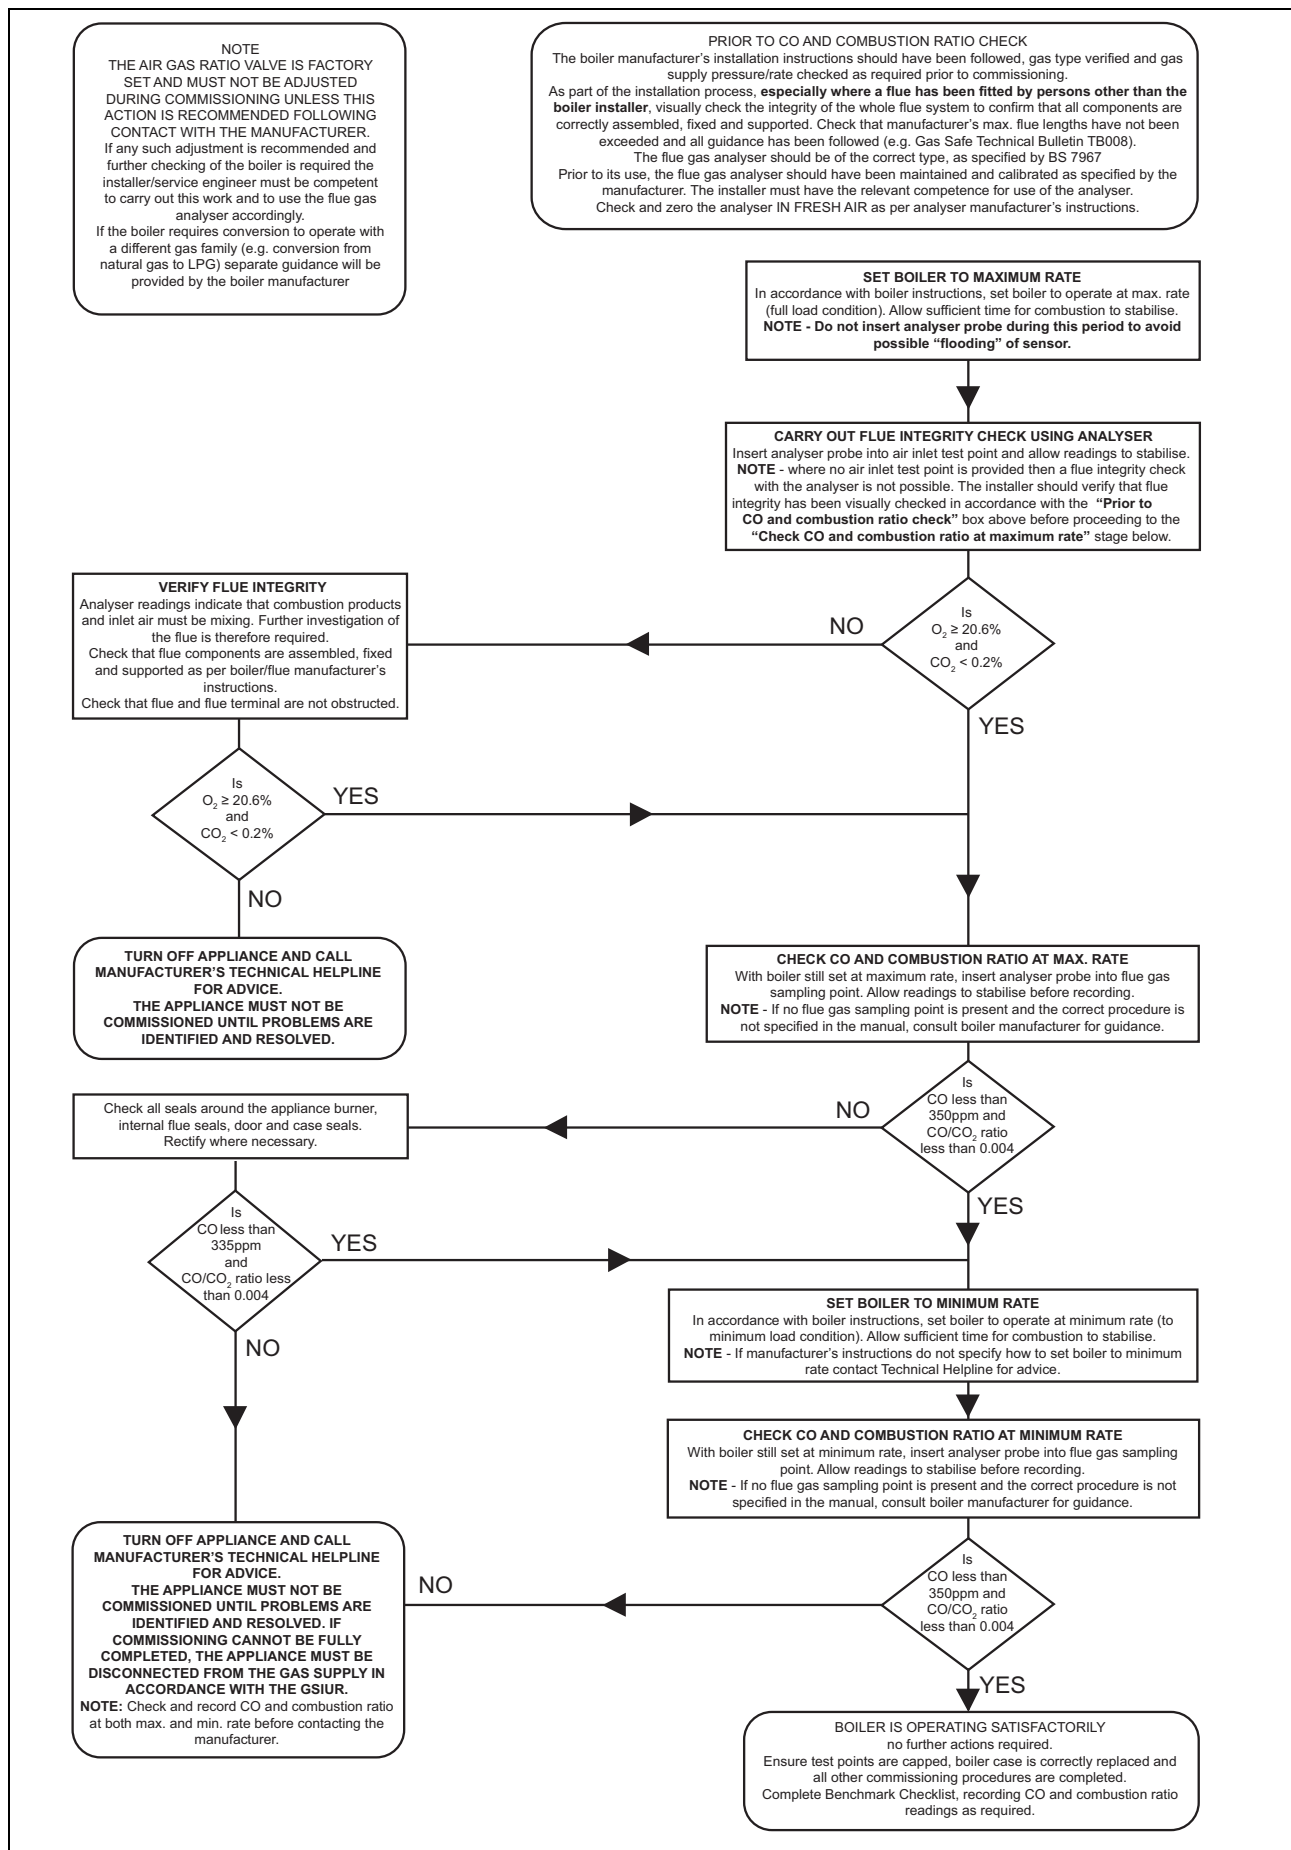 NOTE
THE AIR GAS RATIO VALVE IS FACTORY
SET AND MUST NOT BE ADJUSTED
DURING COMMISSIONING UNLESS THIS
ACTION IS RECOMMENDED FOLLOWING
CONTACT WITH THE MANUFACTURER.
If any such adjustment is recommended and
further checking of the boiler is required the
installer/service engineer must be competent
to carry out this work and to use the flue gas
analyser accordingly.
If the boiler requires conversion to operate with
a different gas family (e.g. conversion from
natural gas to LPG) separate guidance will be
provided by the boiler manufacturer
PRIOR TO CO AND COMBUSTION RATIO CHECK
The boiler manufacturer's installation instructions should have been followed, gas type verified and gas
supply pressure/rate checked as required prior to commissioning.
As part of the installation process, especially where a flue has been fitted by persons other than the
boiler installer, visually check the integrity of the whole flue system to confirm that all components are
correctly assembled, fixed and supported. Check that manufacturer's max. flue lengths have not been
exceeded and all guidance has been followed (e.g. Gas Safe Technical Bulletin TB008).
The flue gas analyser should be of the correct type, as specified by BS 7967
Prior to its use, the flue gas analyser should have been maintained and calibrated as specified by the
manufacturer. The installer must have the relevant competence for use of the analyser.
Check and zero the analyser IN FRESH AIR as per analyser manufacturer's instructions.
SET BOILER TO MAXIMUM RATE
In accordance with boiler instructions, set boiler to operate at max. rate
(full load condition). Allow sufficient time for combustion to stabilise.
NOTE - Do not insert analyser probe during this period to avoid
possible “flooding” of sensor.
CARRY OUT FLUE INTEGRITY CHECK USING ANALYSER
Insert analyser probe into air inlet test point and allow readings to stabilise.
NOTE - where no air inlet test point is provided then a flue integrity check
with the analyser is not possible. The installer should verify that flue
integrity has been visually checked in accordance with the “Prior to
CO and combustion ratio check” box above before proceeding to the
“Check CO and combustion ratio at maximum rate” stage below.
Is
O₂ ≥ 20.6%
and
CO₂ < 0.2%
NO
YES
VERIFY FLUE INTEGRITY
Analyser readings indicate that combustion products
and inlet air must be mixing. Further investigation of
the flue is therefore required.
Check that flue components are assembled, fixed
and supported as per boiler/flue manufacturer's
instructions.
Check that flue and flue terminal are not obstructed.
Is
O₂ ≥ 20.6%
and
CO₂ < 0.2%
YES
NO
TURN OFF APPLIANCE AND CALL
MANUFACTURER'S TECHNICAL HELPLINE
FOR ADVICE.
THE APPLIANCE MUST NOT BE
COMMISSIONED UNTIL PROBLEMS ARE
IDENTIFIED AND RESOLVED.
CHECK CO AND COMBUSTION RATIO AT MAX. RATE
With boiler still set at maximum rate, insert analyser probe into flue gas
sampling point. Allow readings to stabilise before recording.
NOTE - If no flue gas sampling point is present and the correct procedure is
not specified in the manual, consult boiler manufacturer for guidance.
Is
CO less than
350ppm and
CO/CO₂ ratio
less than 0.004
NO
YES
Check all seals around the appliance burner,
internal flue seals, door and case seals.
Rectify where necessary.
Is
CO less than
335ppm
and
CO/CO₂ ratio less
than 0.004
YES
NO
SET BOILER TO MINIMUM RATE
In accordance with boiler instructions, set boiler to operate at minimum rate (to
minimum load condition). Allow sufficient time for combustion to stabilise.
NOTE - If manufacturer's instructions do not specify how to set boiler to minimum
rate contact Technical Helpline for advice.
CHECK CO AND COMBUSTION RATIO AT MINIMUM RATE
With boiler still set at minimum rate, insert analyser probe into flue gas sampling
point. Allow readings to stabilise before recording.
NOTE - If no flue gas sampling point is present and the correct procedure is not
specified in the manual, consult boiler manufacturer for guidance.
Is
CO less than
350ppm and
CO/CO₂ ratio
less than 0.004
NO
YES
TURN OFF APPLIANCE AND CALL
MANUFACTURER'S TECHNICAL HELPLINE
FOR ADVICE.
THE APPLIANCE MUST NOT BE
COMMISSIONED UNTIL PROBLEMS ARE
IDENTIFIED AND RESOLVED. IF
COMMISSIONING CANNOT BE FULLY
COMPLETED, THE APPLIANCE MUST BE
DISCONNECTED FROM THE GAS SUPPLY IN
ACCORDANCE WITH THE GSIUR.
NOTE: Check and record CO and combustion ratio
at both max. and min. rate before contacting the
manufacturer.
BOILER IS OPERATING SATISFACTORILY
no further actions required.
Ensure test points are capped, boiler case is correctly replaced and
all other commissioning procedures are completed.
Complete Benchmark Checklist, recording CO and combustion ratio
readings as required.